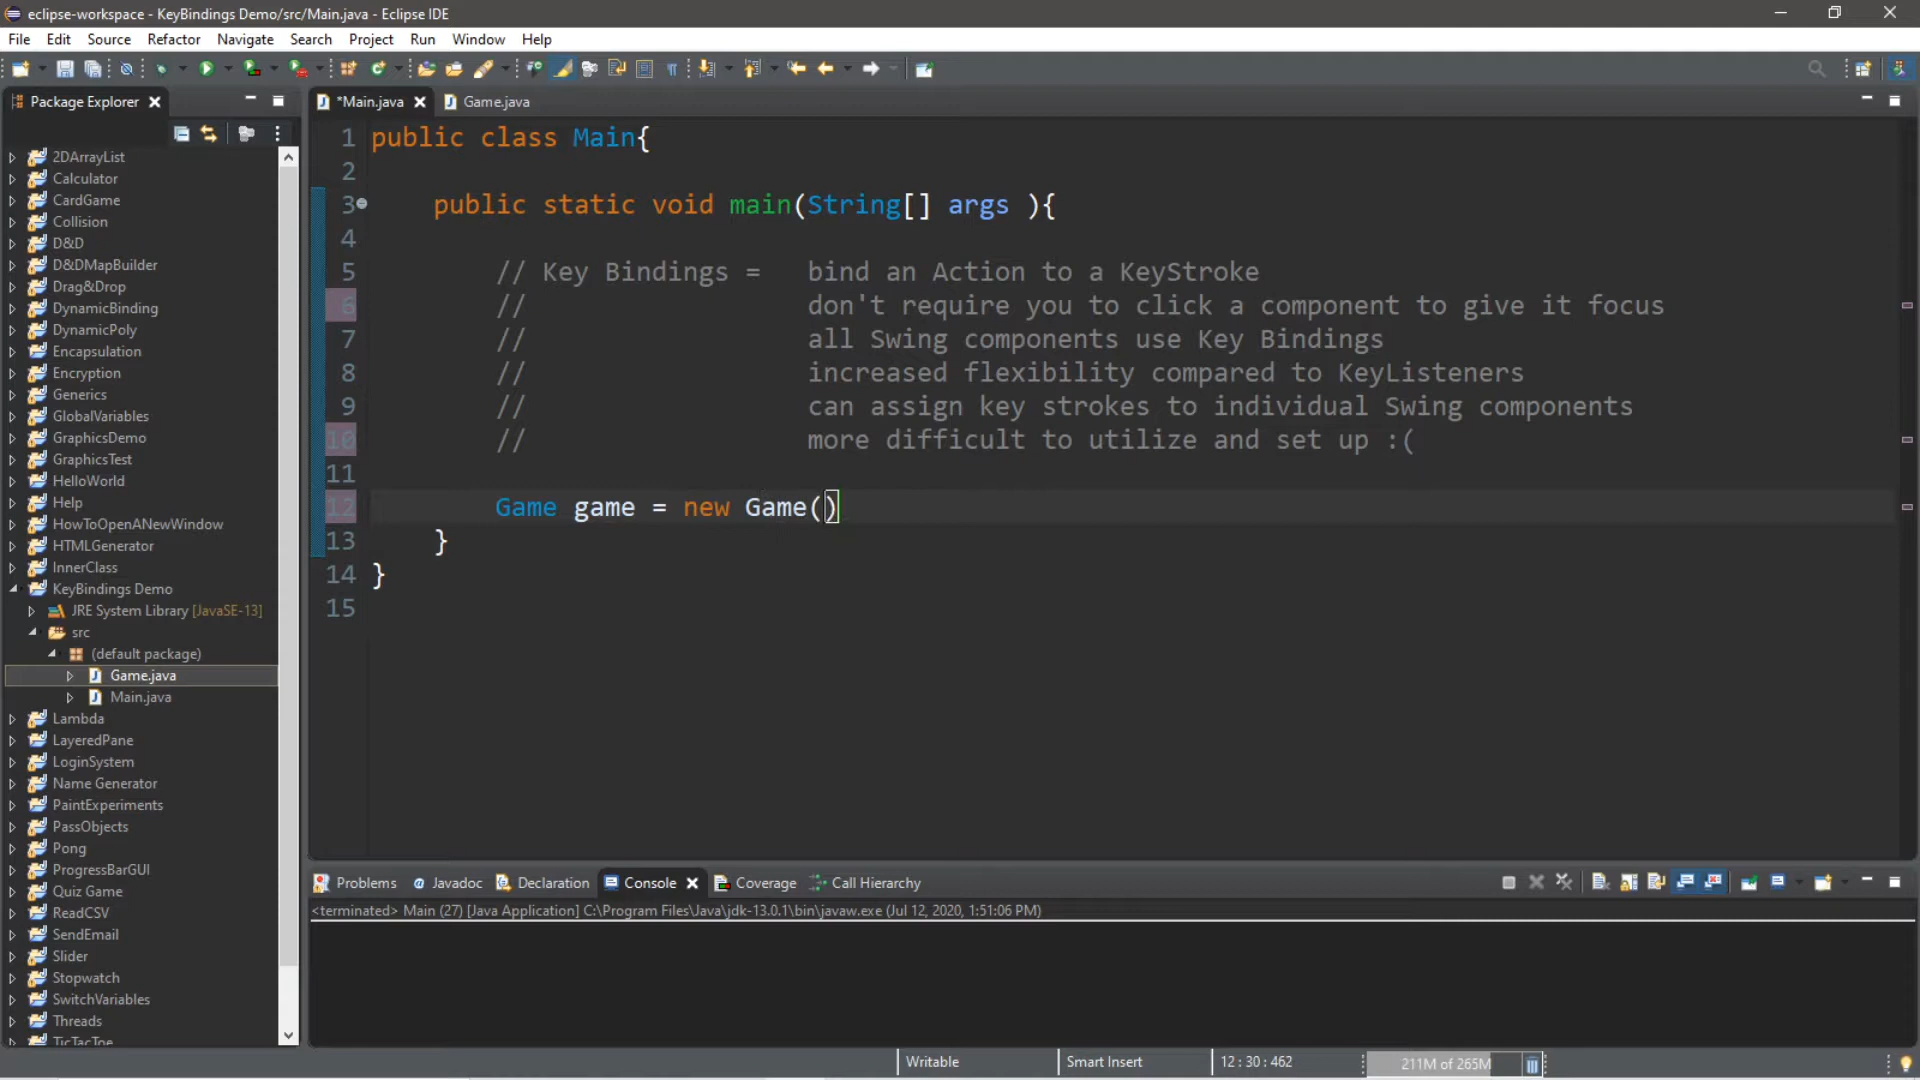 eclipse-workspace - KeyBindings Demo/src/Main.java - Eclipse IDE
File Edit Source Refactor Navigate Search Project Run Window Help
Package Explorer
*Main.java
Game.java
2DArrayList
Calculator
CardGame
Collision
D&D
D&DMapBuilder
Drag&Drop
DynamicBinding
DynamicPoly
Encapsulation
Encryption
Generics
GlobalVariables
GraphicsDemo
GraphicsTest
HelloWorld
Help
HowToOpenANewWindow
HTMLGenerator
InnerClass
KeyBindings Demo
JRE System Library [JavaSE-13]
src
(default package)
Game.java
Main.java
Lambda
LayeredPane
LoginSystem
Name Generator
PaintExperiments
PassObjects
Pong
ProgressBarGUI
Quiz Game
ReadCSV
SendEmail
Slider
Stopwatch
SwitchVariables
Threads
TicTacToe
1 public class Main{
2
3 public static void main(String[] args ){
4
5 // Key Bindings = bind an Action to a KeyStroke
6 // don't require you to click a component to give it focus
7 // all Swing components use Key Bindings
8 // increased flexibility compared to KeyListeners
9 // can assign key strokes to individual Swing components
10 // more difficult to utilize and set up :(
11
12 Game game = new Game()
13 }
14 }
15
Problems @ Javadoc Declaration Console Coverage Call Hierarchy
<terminated> Main (27) [Java Application] C:\Program Files\Java\jdk-13.0.1\bin\javaw.exe (Jul 12, 2020, 1:51:06 PM)
Writable Smart Insert 12 : 30 : 462 211M of 265M